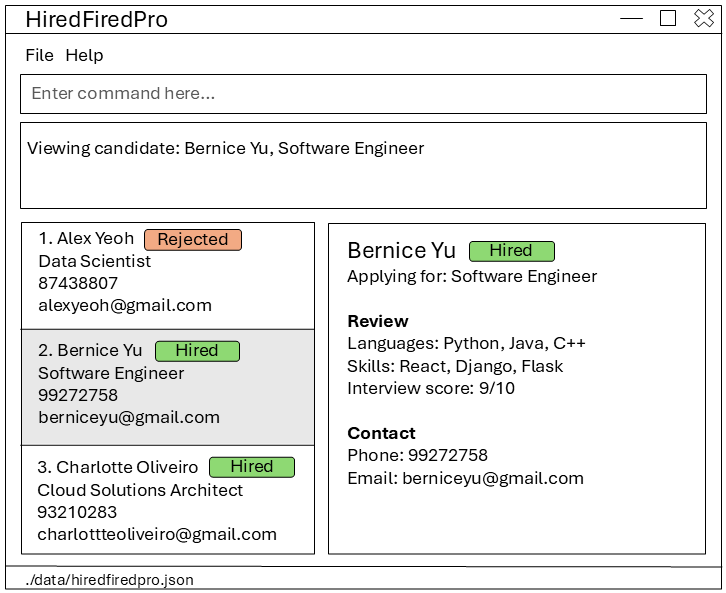 HiredFiredPro
File Help
Enter command here...
Viewing candidate: Bernice Yu, Software Engineer
1. Alex Yeoh Rejected
Data Scientist
87438807
alexyeoh@gmail.com
2. Bernice Yu Hired
Software Engineer
99272758
berniceyu@gmail.com
3. Charlotte Oliveiro Hired
Cloud Solutions Architect
93210283
charlottteoliveiro@gmail.com
Bernice Yu Hired
Applying for: Software Engineer
Review
Languages: Python, Java, C++
Skills: React, Django, Flask
Interview score: 9/10
Contact
Phone: 99272758
Email: berniceyu@gmail.com
./data/hiredfiredpro.json